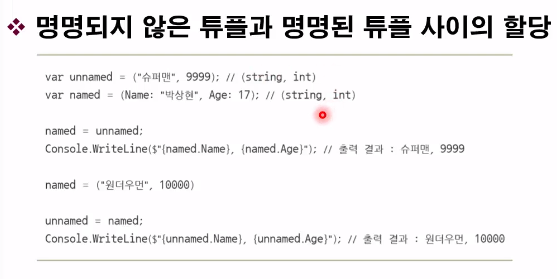 ❖ 명명되지 않은 튜플과 명명된 튜플 사이의 할당
var unnamed = ("슈퍼맨", 9999); // (string, int)
var named = (Name: "박상현", Age: 17); // (string, int)
named = unnamed;
Console.WriteLine($"{named.Name}, {named.Age}"); // 출력 결과 : 슈퍼맨, 9999
named = ("원더우먼", 10000)
unnamed = named;
Console.WriteLine($"{unnamed.Name}, {unnamed.Age}"); // 출력 결과 : 원더우먼, 10000